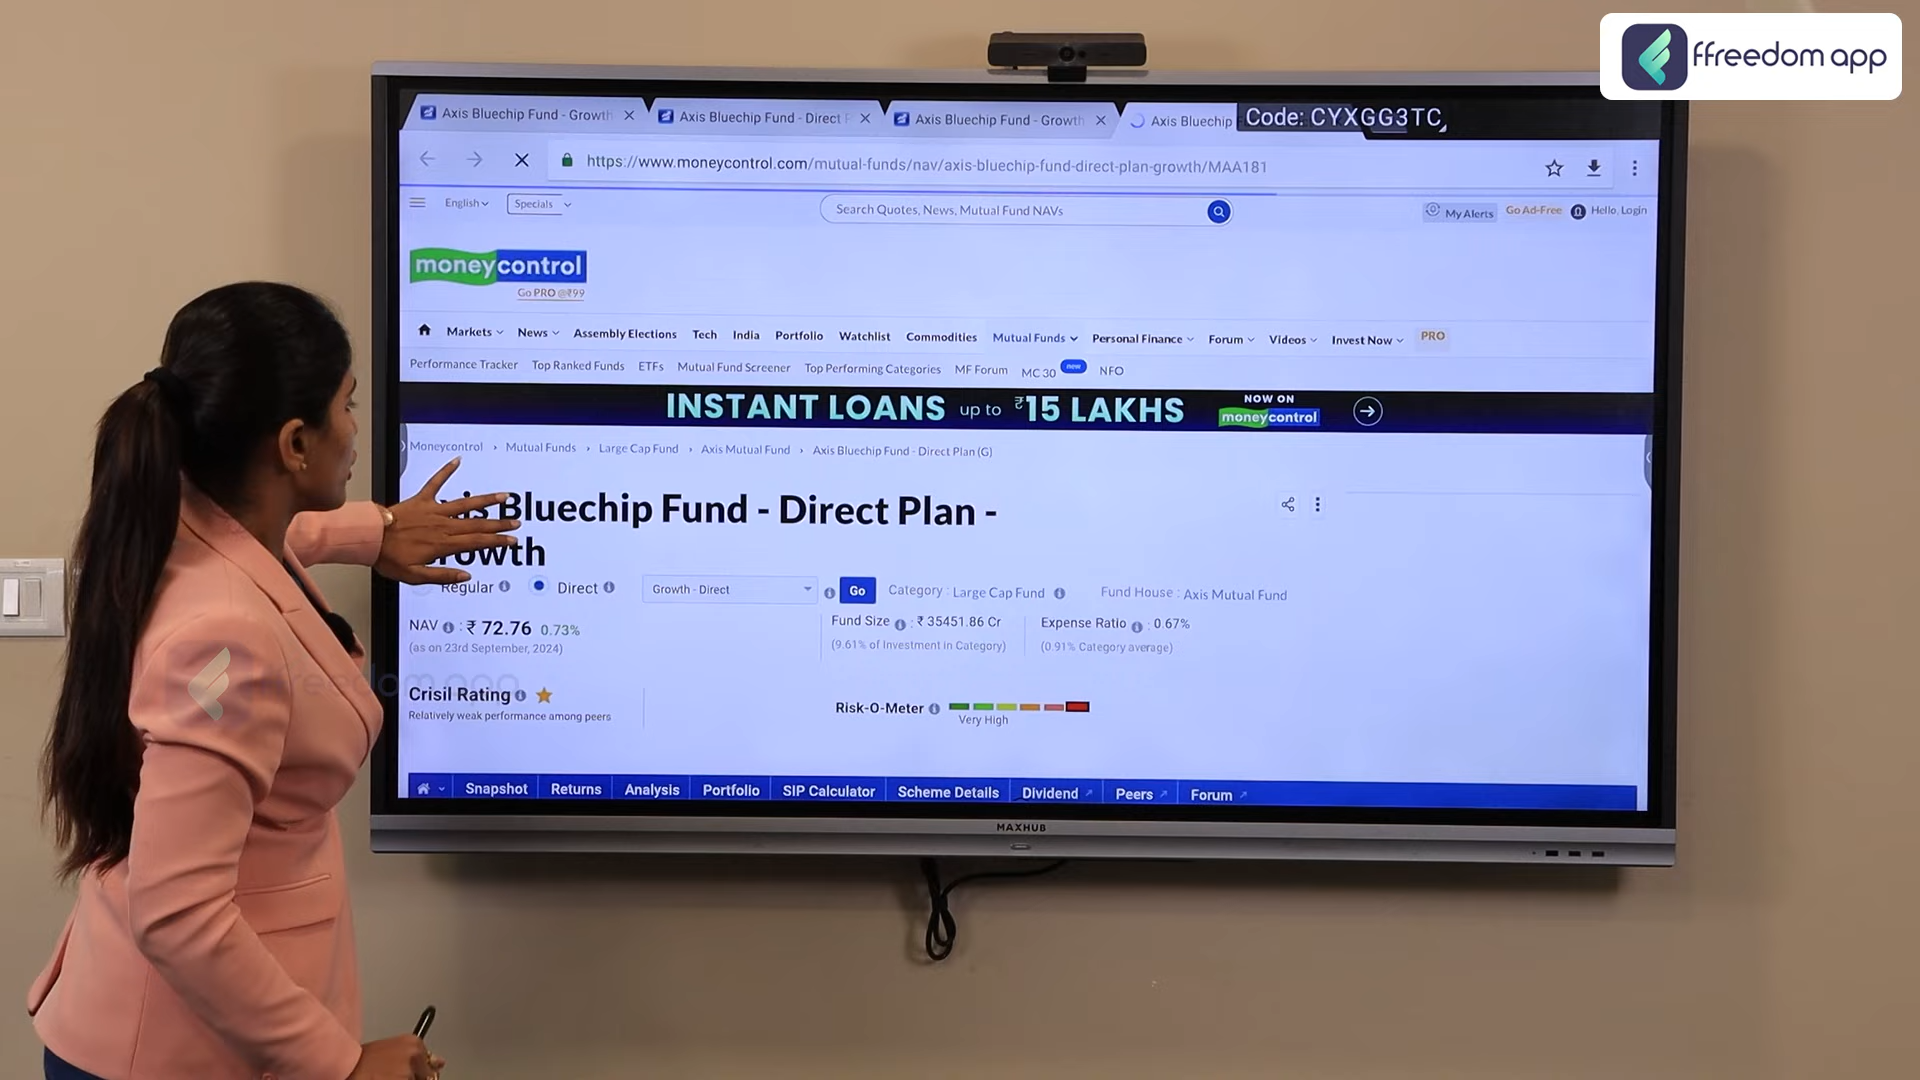 ffreedom app
Axis Bluechip Fund - Growth
Axis Bluechip Fund - Direct
Axis Bluechip Fund - Growth
Axis Bluechip
Code: CYXGG3TC
https://www.moneycontrol.com/mutual-funds/nav/axis-bluechip-fund-direct-plan-growth/MAA181
English
Specials
Search Quotes, News, Mutual Fund NAVs
My Alerts
Go Ad-Free
Hello, Login
moneycontrol
Go PRO @₹99
Markets News Assembly Elections Tech India Portfolio Watchlist Commodities Mutual Funds Personal Finance Forum Videos Invest Now PRO
Performance Tracker Top Ranked Funds ETFs Mutual Fund Screener Top Performing Categories MF Forum MC 30 new NFO
INSTANT LOANS up to ₹15 LAKHS
NOW ON
moneycontrol
Moneycontrol > Mutual Funds > Large Cap Fund > Axis Mutual Fund > Axis Bluechip Fund - Direct Plan (G)
Bluechip Fund - Direct Plan -
Regular Direct Growth - Direct Go Category : Large Cap Fund Fund House : Axis Mutual Fund
NAV : ₹ 72.76 0.73%
(as on 23rd September, 2024)
Fund Size : ₹ 35451.86 Cr
(9.61% of Investment in Category)
Expense Ratio : 0.67%
(0.91% Category average)
Crisil Rating
Relatively weak performance among peers
Risk-O-Meter
Very High
Snapshot Returns Analysis Portfolio SIP Calculator Scheme Details Dividend Peers Forum
MAXHUB